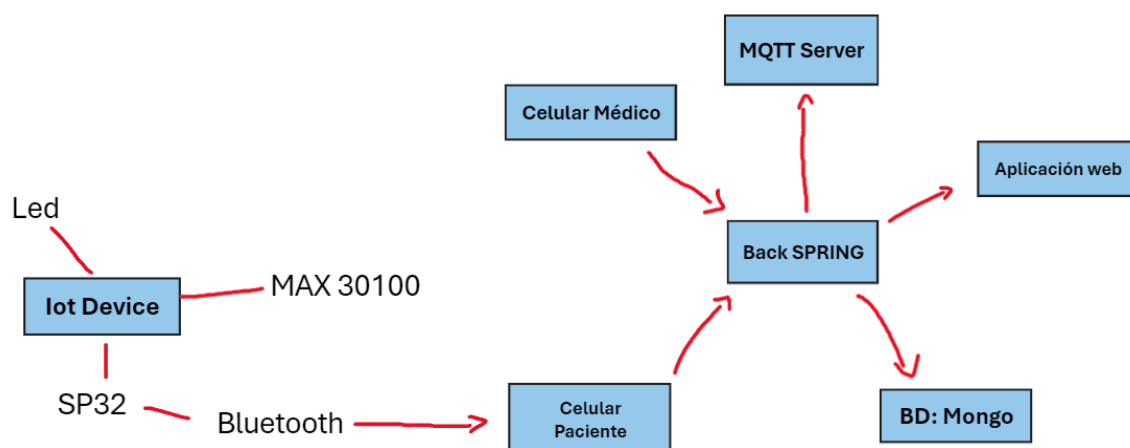 MQTT Server
Celular Médico
Aplicación web
Led
Back SPRING
MAX 30100
Iot Device
SP32
Bluetooth
Celular
Paciente
BD: Mongo